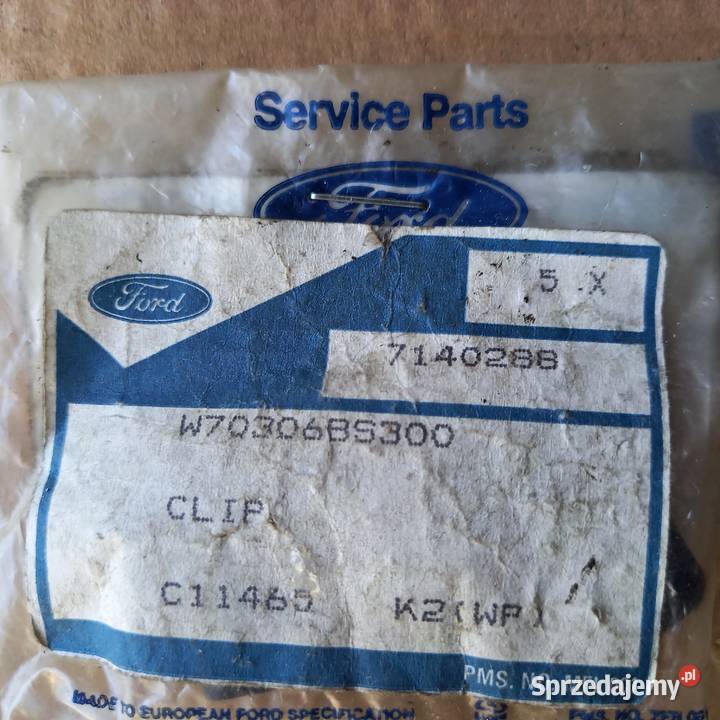 Service Parts
Ford
Ford
5 X
7140288
W703068S300
CLIP
C11465 K2(WP)
PMS.
MADE TO EUROPEAN FORD SPECIFICATION
Sprzedajemy.pl